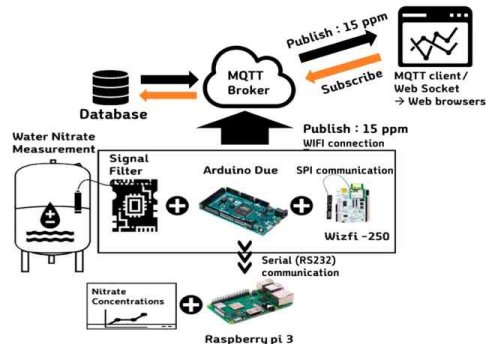 Publish : 15 ppm
MQTT
Broker
Subscribe
MQTT client/
Web Socket
→ Web browsers
Database
Water Nitrate
Measurement
Publish : 15 ppm
WIFI connection
Signal
Filter
Arduino Due
SPI communication
Wizfi -250
Serial (RS232)
communication
Nitrate
Concentrations
Raspberry pi 3